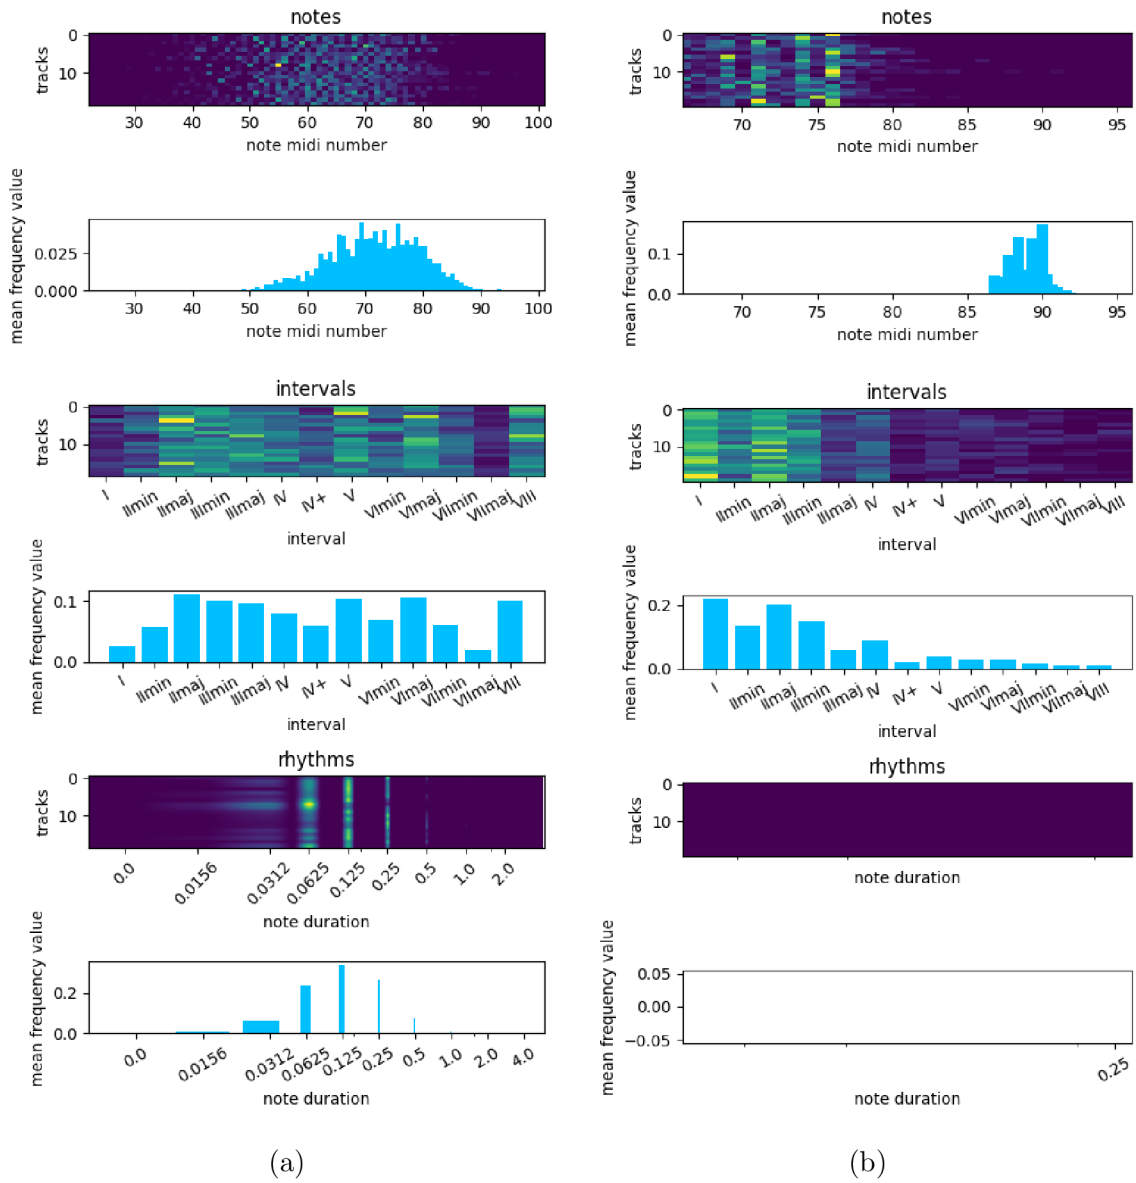 notes
0
10
tracks
30 40 50 60 70 80 90 100
note midi number
0.025
0.000
mean frequency value
30 40 50 60 70 80 90 100
note midi number
intervals
0
10
tracks
I IImin IImaj IIImin IIImaj IV IV+ V VImin VImaj VIImin VIImaj VIII
interval
0.1
0.0
mean frequency value
I IImin IImaj IIImin IIImaj IV IV+ V VImin VImaj VIImin VIImaj VIII
interval
rhythms
0
10
tracks
0.0 0.0156 0.0312 0.0625 0.125 0.25 0.5 1.0 2.0
note duration
0.2
0.0
mean frequency value
0.0 0.0156 0.0312 0.0625 0.125 0.25 0.5 1.0 2.0 4.0
note duration
(a)
notes
0
10
tracks
70 75 80 85 90 95
note midi number
0.1
0.0
mean frequency value
70 75 80 85 90 95
note midi number
intervals
0
10
tracks
I IImin IImaj IIImin IIImaj IV IV+ V VImin VImaj VIImin VIImaj VIII
interval
0.2
0.0
mean frequency value
I IImin IImaj IIImin IIImaj IV IV+ V VImin VImaj VIImin VIImaj VIII
interval
rhythms
0
10
tracks
note duration
0.05
0.00
−0.05
mean frequency value
0.25
note duration
(b)